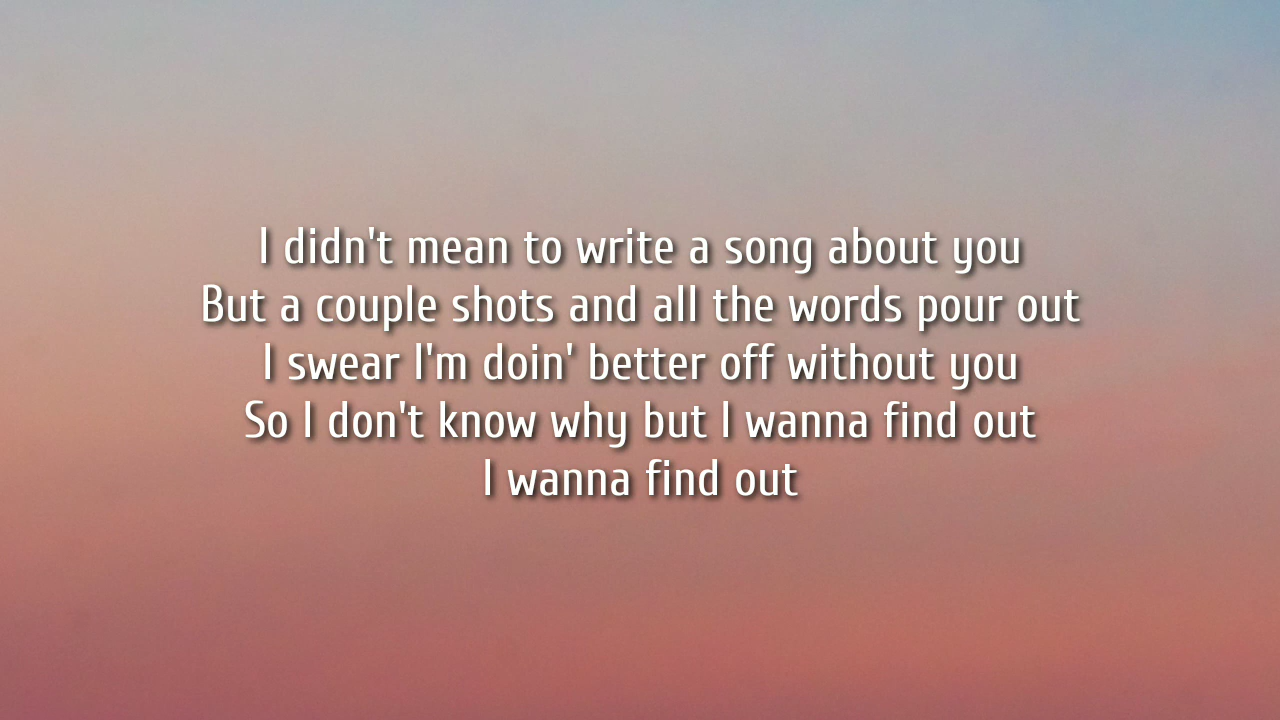 I didn't mean to write a song about you
But a couple shots and all the words pour out
I swear I'm doin' better off without you
So I don't know why but I wanna find out
I wanna find out